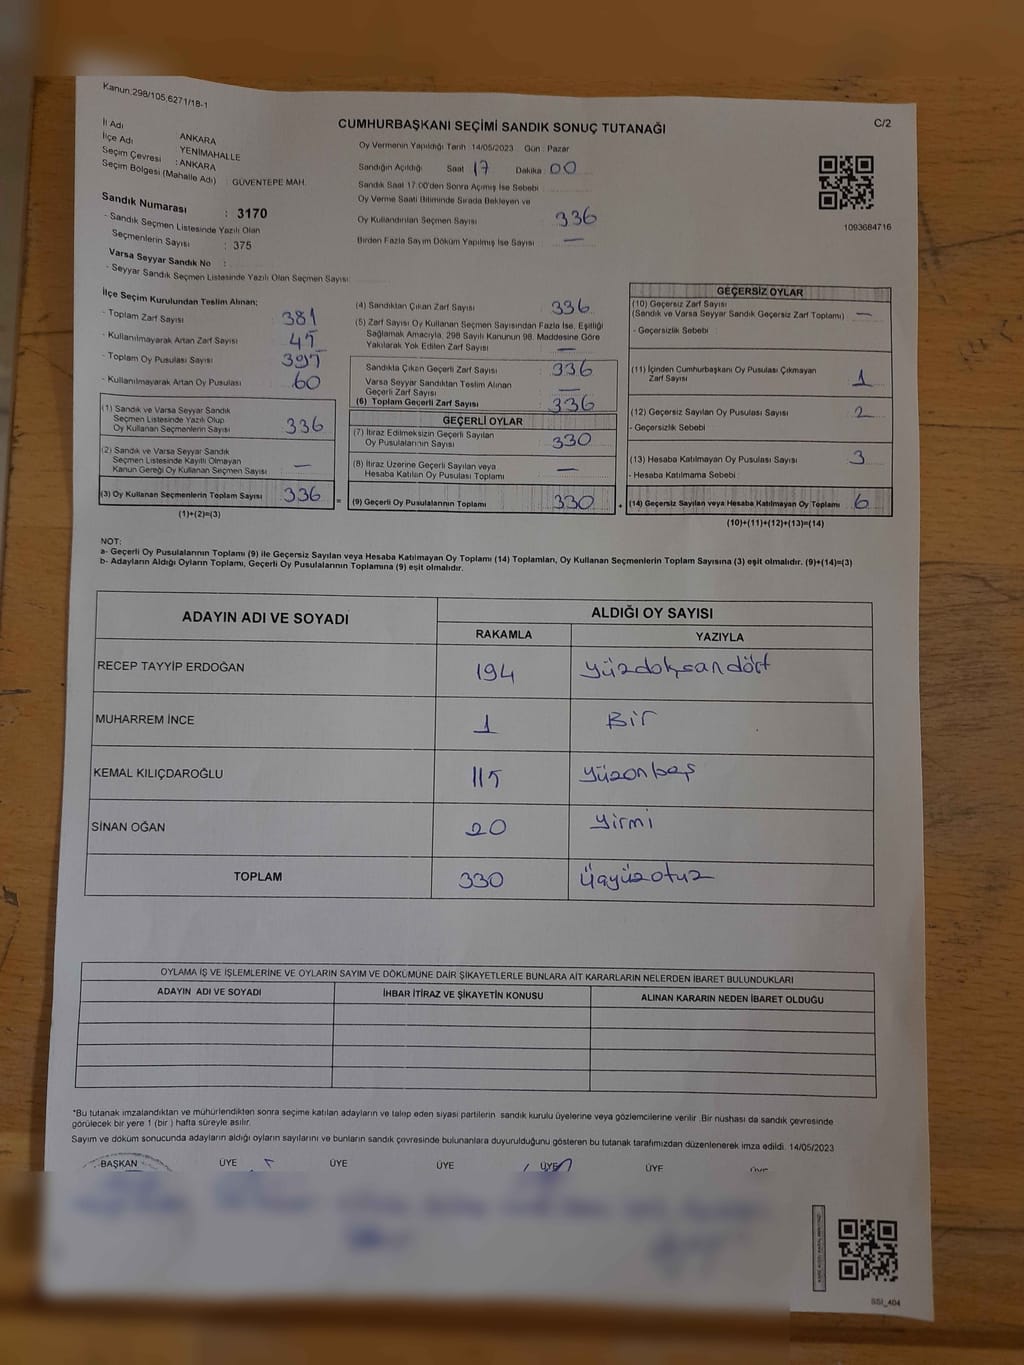 Kanun:298/105,6271/18-1
CUMHURBAŞKANI SEÇİMİ SANDIK SONUÇ TUTANAĞI
C/2
İl Adı : ANKARA
İlçe Adı : YENİMAHALLE
Seçim Çevresi : ANKARA
Seçim Bölgesi (Mahalle Adı) : GÜVENTEPE MAH.
Sandık Numarası : 3170
- Sandık Seçmen Listesinde Yazılı Olan
Seçmenlerin Sayısı : 375
Varsa Seyyar Sandık No :
- Seyyar Sandık Seçmen Listesinde Yazılı Olan Seçmen Sayısı:
Oy Vermenin Yapıldığı Tarih : 14/05/2023 Gün : Pazar
Sandığın Açıldığı Saat 17 Dakika 00
Sandık Saat 17:00'den Sonra Açılmış İse Sebebi
Oy Verme Saati Bitiminde Sırada Bekleyen ve
Oy Kullandırılan Seçmen Sayısı 336
Birden Fazla Sayım Döküm Yapılmış İse Sayısı : —
1093684716
İlçe Seçim Kurulundan Teslim Alınan;
- Toplam Zarf Sayısı 381
- Kullanılmayarak Artan Zarf Sayısı 45
- Toplam Oy Pusulası Sayısı 395
- Kullanılmayarak Artan Oy Pusulası 60
(1) Sandık ve Varsa Seyyar Sandık
Seçmen Listesinde Yazılı Olup
Oy Kullanan Seçmenlerin Sayısı 336
(2) Sandık ve Varsa Seyyar Sandık
Seçmen Listesinde Kayıtlı Olmayan
Kanun Gereği Oy Kullanan Seçmen Sayısı —
(3) Oy Kullanan Seçmenlerin Toplam Sayısı 336 =
(1)+(2)=(3)
(4) Sandıktan Çıkan Zarf Sayısı 336
(5) Zarf Sayısı Oy Kullanan Seçmen Sayısından Fazla İse, Eşitliği
Sağlamak Amacıyla, 298 Sayılı Kanunun 98. Maddesine Göre
Yakılarak Yok Edilen Zarf Sayısı —
Sandıkta Çıkan Geçerli Zarf Sayısı 336
Varsa Seyyar Sandıktan Teslim Alınan
Geçerli Zarf Sayısı —
(6) Toplam Geçerli Zarf Sayısı 336
GEÇERLİ OYLAR
(7) İtiraz Edilmeksizin Geçerli Sayılan
Oy Pusulalarının Sayısı 330
(8) İtiraz Üzerine Geçerli Sayılan veya
Hesaba Katılan Oy Pusulası Toplamı —
(9) Geçerli Oy Pusulalarının Toplamı 330 +
GEÇERSİZ OYLAR
(10) Geçersiz Zarf Sayısı
(Sandık ve Varsa Seyyar Sandık Geçersiz Zarf Toplamı) —
- Geçersizlik Sebebi :
(11) İçinden Cumhurbaşkanı Oy Pusulası Çıkmayan
Zarf Sayısı 1
(12) Geçersiz Sayılan Oy Pusulası Sayısı 2
- Geçersizlik Sebebi :
(13) Hesaba Katılmayan Oy Pusulası Sayısı 3
- Hesaba Katılmama Sebebi :
(14) Geçersiz Sayılan veya Hesaba Katılmayan Oy Toplamı 6
(10)+(11)+(12)+(13)=(14)
NOT:
a- Geçerli Oy Pusulalarının Toplamı (9) ile Geçersiz Sayılan veya Hesaba Katılmayan Oy Toplamı (14) Toplamları, Oy Kullanan Seçmenlerin Toplam Sayısına (3) eşit olmalıdır. (9)+(14)=(3)
b- Adayların Aldığı Oyların Toplamı, Geçerli Oy Pusulalarının Toplamına (9) eşit olmalıdır.
ADAYIN ADI VE SOYADI ALDIĞI OY SAYISI
RAKAMLA YAZIYLA
RECEP TAYYİP ERDOĞAN 194 yüzdoksandört
MUHARREM İNCE 1 Bir
KEMAL KILIÇDAROĞLU 115 yüzonbeş
SİNAN OĞAN 20 yirmi
TOPLAM 330 Üçyüzotuz
OYLAMA İŞ VE İŞLEMLERİNE VE OYLARIN SAYIM VE DÖKÜMÜNE DAİR ŞİKAYETLERLE BUNLARA AİT KARARLARIN NELERDEN İBARET BULUNDUKLARI
ADAYIN ADI VE SOYADI İHBAR İTİRAZ VE ŞİKAYETİN KONUSU ALINAN KARARIN NEDEN İBARET OLDUĞU
*Bu tutanak imzalandıktan ve mühürlendikten sonra seçime katılan adayların ve talep eden siyasi partilerin sandık kurulu üyelerine veya gözlemcilerine verilir .Bir nüshası da sandık çevresinde
görülecek bir yere 1 (bir ) hafta süreyle asılır.
Sayım ve döküm sonucunda adayların aldığı oyların sayılarını ve bunların sandık çevresinde bulunanlara duyurulduğunu gösteren bu tutanak tarafımızdan düzenlenerek imza edildi. 14/05/2023
BAŞKAN ÜYE ÜYE ÜYE ÜYE ÜYE
SSI_404